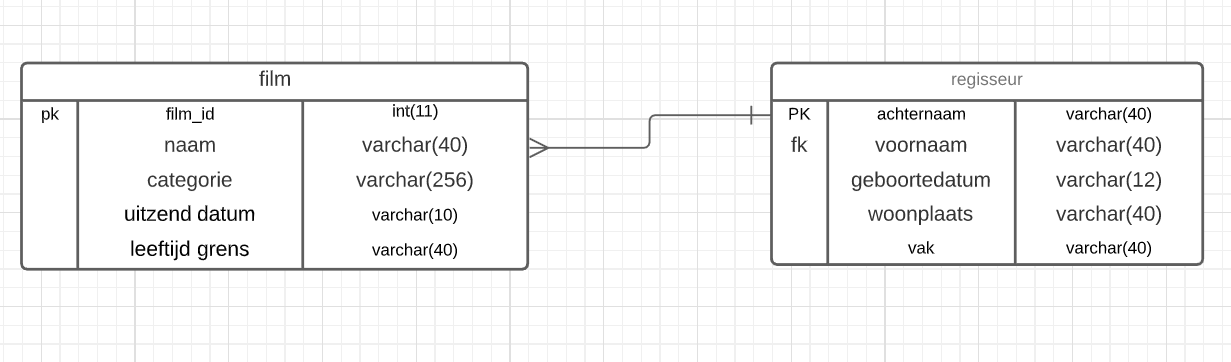 film
pk film_id int(11)
naam varchar(40)
categorie varchar(256)
uitzend datum varchar(10)
leeftijd grens varchar(40)
regisseur
PK achternaam varchar(40)
fk voornaam varchar(40)
geboortedatum varchar(12)
woonplaats varchar(40)
vak varchar(40)